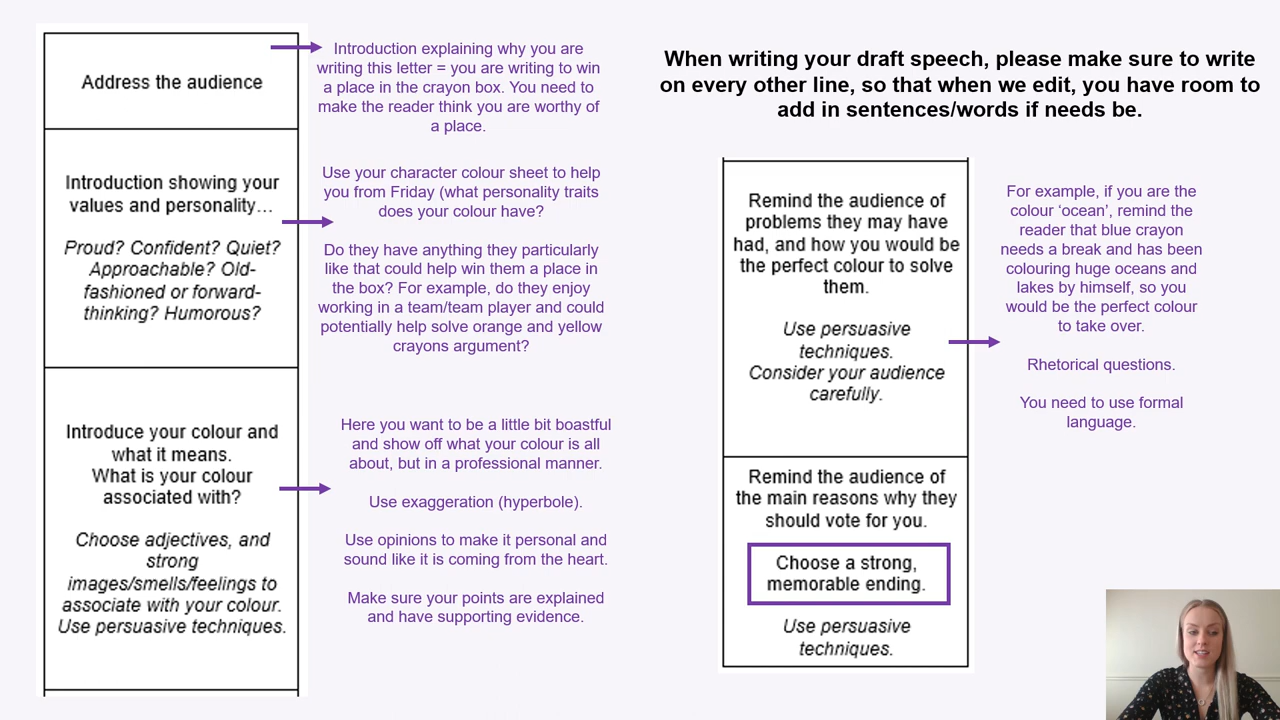 Address the audience
Introduction explaining why you are
writing this letter = you are writing to win
a place in the crayon box. You need to
make the reader think you are worthy of
a place.
Introduction showing your
values and personality…
Proud? Confident? Quiet?
Approachable? Old-
fashioned or forward-
thinking? Humorous?
Use your character colour sheet to help
you from Friday (what personality traits
does your colour have?
Do they have anything they particularly
like that could help win them a place in
the box? For example, do they enjoy
working in a team/team player and could
potentially help solve orange and yellow
crayons argument?
Introduce your colour and
what it means.
What is your colour
associated with?
Choose adjectives, and
strong
images/smells/feelings to
associate with your colour.
Use persuasive techniques.
Here you want to be a little bit boastful
and show off what your colour is all
about, but in a professional manner.
Use exaggeration (hyperbole).
Use opinions to make it personal and
sound like it is coming from the heart.
Make sure your points are explained
and have supporting evidence.
When writing your draft speech, please make sure to write
on every other line, so that when we edit, you have room to
add in sentences/words if needs be.
Remind the audience of
problems they may have
had, and how you would be
the perfect colour to solve
them.
Use persuasive
techniques.
Consider your audience
carefully.
For example, if you are the
colour ‘ocean’, remind the
reader that blue crayon
needs a break and has been
colouring huge oceans and
lakes by himself, so you
would be the perfect colour
to take over.
Rhetorical questions.
You need to use formal
language.
Remind the audience of
the main reasons why they
should vote for you.
Choose a strong,
memorable ending.
Use persuasive
techniques.